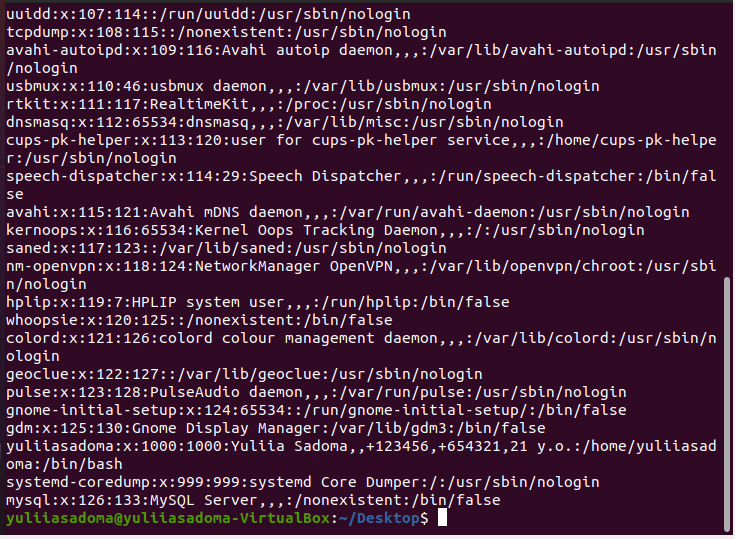 uuidd:x:107:114::/run/uuidd:/usr/sbin/nologin
tcpdump:x:108:115::/nonexistent:/usr/sbin/nologin
avahi-autoipd:x:109:116:Avahi autoip daemon,,,:/var/lib/avahi-autoipd:/usr/sbin
/nologin
usbmux:x:110:46:usbmux daemon,,,:/var/lib/usbmux:/usr/sbin/nologin
rtkit:x:111:117:RealtimeKit,,,:/proc:/usr/sbin/nologin
dnsmasq:x:112:65534:dnsmasq,,,:/var/lib/misc:/usr/sbin/nologin
cups-pk-helper:x:113:120:user for cups-pk-helper service,,,:/home/cups-pk-helpe
r:/usr/sbin/nologin
speech-dispatcher:x:114:29:Speech Dispatcher,,,:/run/speech-dispatcher:/bin/fal
se
avahi:x:115:121:Avahi mDNS daemon,,,:/var/run/avahi-daemon:/usr/sbin/nologin
kernoops:x:116:65534:Kernel Oops Tracking Daemon,,,:/:/usr/sbin/nologin
saned:x:117:123::/var/lib/saned:/usr/sbin/nologin
nm-openvpn:x:118:124:NetworkManager OpenVPN,,,:/var/lib/openvpn/chroot:/usr/sbi
n/nologin
hplip:x:119:7:HPLIP system user,,,:/run/hplip:/bin/false
whoopsie:x:120:125::/nonexistent:/bin/false
colord:x:121:126:colord colour management daemon,,,:/var/lib/colord:/usr/sbin/n
ologin
geoclue:x:122:127::/var/lib/geoclue:/usr/sbin/nologin
pulse:x:123:128:PulseAudio daemon,,,:/var/run/pulse:/usr/sbin/nologin
gnome-initial-setup:x:124:65534::/run/gnome-initial-setup/:/bin/false
gdm:x:125:130:Gnome Display Manager:/var/lib/gdm3:/bin/false
yuliiasadoma:x:1000:1000:Yuliia Sadoma,,+123456,+654321,21 y.o.:/home/yuliiasad
oma:/bin/bash
systemd-coredump:x:999:999:systemd Core Dumper:/:/usr/sbin/nologin
mysql:x:126:133:MySQL Server,,,:/nonexistent:/bin/false
yuliiasadoma@yuliiasadoma-VirtualBox:~/Desktop$